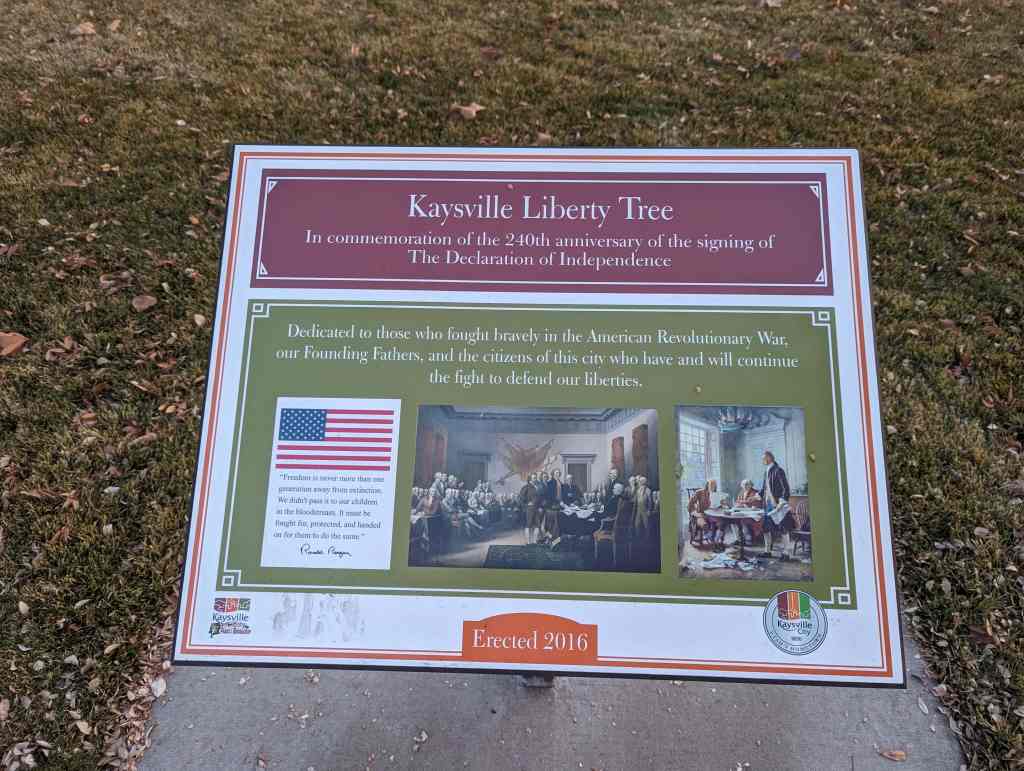 Kaysville Liberty Tree
In commemoration of the 240th anniversary of the signing of
The Declaration of Independence
Dedicated to those who fought bravely in the American Revolutionary War,
our Founding Fathers, and the citizens of this city who have and will continue
the fight to defend our liberties.
"Freedom is never more than one
generation away from extinction.
We didn't pass it to our children
in the bloodstream. It must be
fought for, protected, and handed
on for them to do the same."
Ronald Reagan
Kaysville
Erected 2016
Kaysville
City